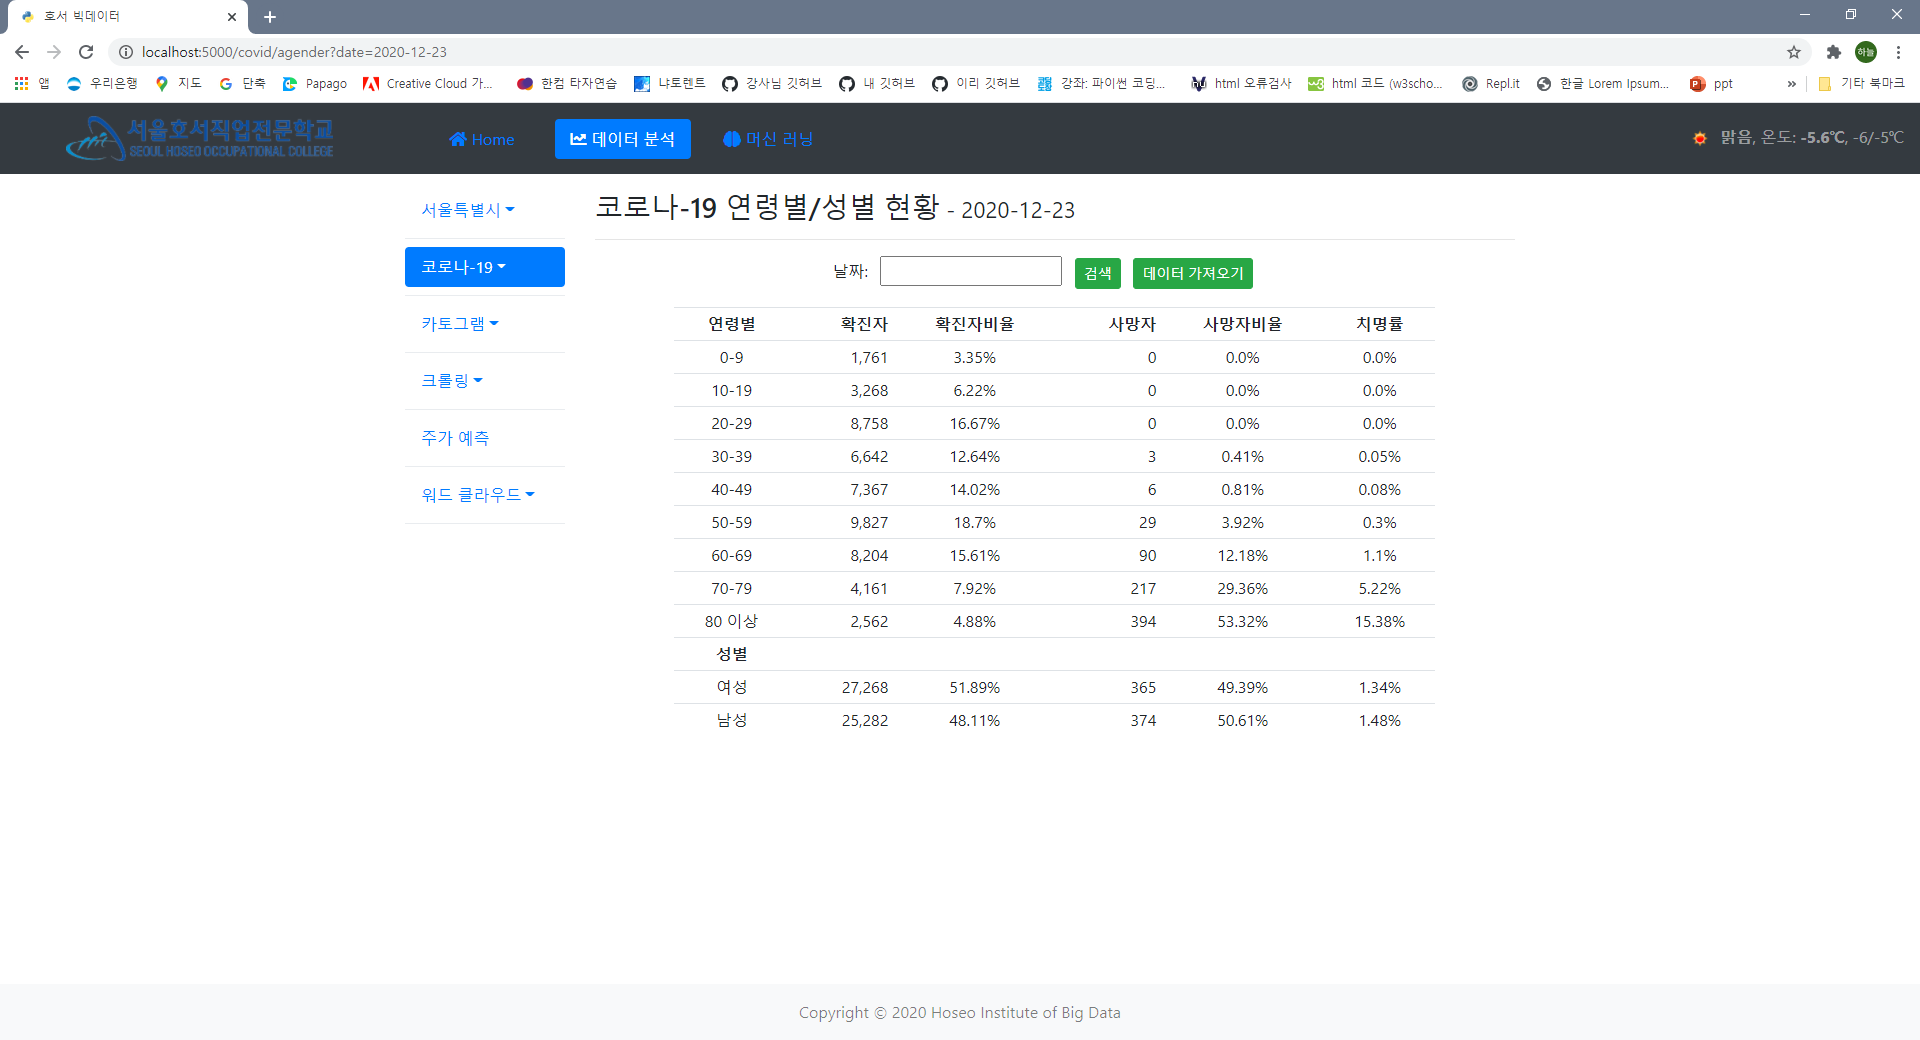 호서 빅데이터
localhost:5000/covid/agender?date=2020-12-23
하늘
앱 우리은행 지도 단축 Papago Creative Cloud 가... 한컴 타자연습 냐토렌트 강사님 깃허브 내 깃허브 이리 깃허브 강좌: 파이썬 코딩... html 오류검사 html 코드 (w3scho... Repl.it 한글 Lorem Ipsum... ppt » 기타 북마크
서울호서직업전문학교
SEOUL HOSEO OCCUPATIONAL COLLEGE
Home 데이터 분석 머신 러닝 맑음, 온도: -5.6℃, -6/-5℃
서울특별시
코로나-19
카토그램
크롤링
주가 예측
워드 클라우드
코로나-19 연령별/성별 현황 - 2020-12-23
날짜: 검색 데이터 가져오기
연령별 확진자 확진자비율 사망자 사망자비율 치명률
0-9 1,761 3.35% 0 0.0% 0.0%
10-19 3,268 6.22% 0 0.0% 0.0%
20-29 8,758 16.67% 0 0.0% 0.0%
30-39 6,642 12.64% 3 0.41% 0.05%
40-49 7,367 14.02% 6 0.81% 0.08%
50-59 9,827 18.7% 29 3.92% 0.3%
60-69 8,204 15.61% 90 12.18% 1.1%
70-79 4,161 7.92% 217 29.36% 5.22%
80 이상 2,562 4.88% 394 53.32% 15.38%
성별
여성 27,268 51.89% 365 49.39% 1.34%
남성 25,282 48.11% 374 50.61% 1.48%
Copyright © 2020 Hoseo Institute of Big Data